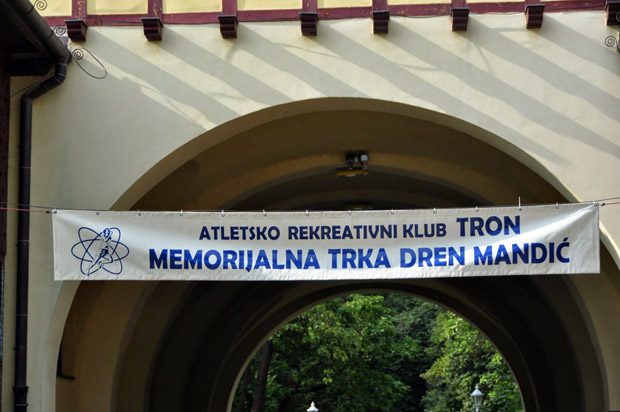 ATLETSKO REKREATIVNI KLUB TRON
MEMORIJALNA TRKA DREN MANDIĆ